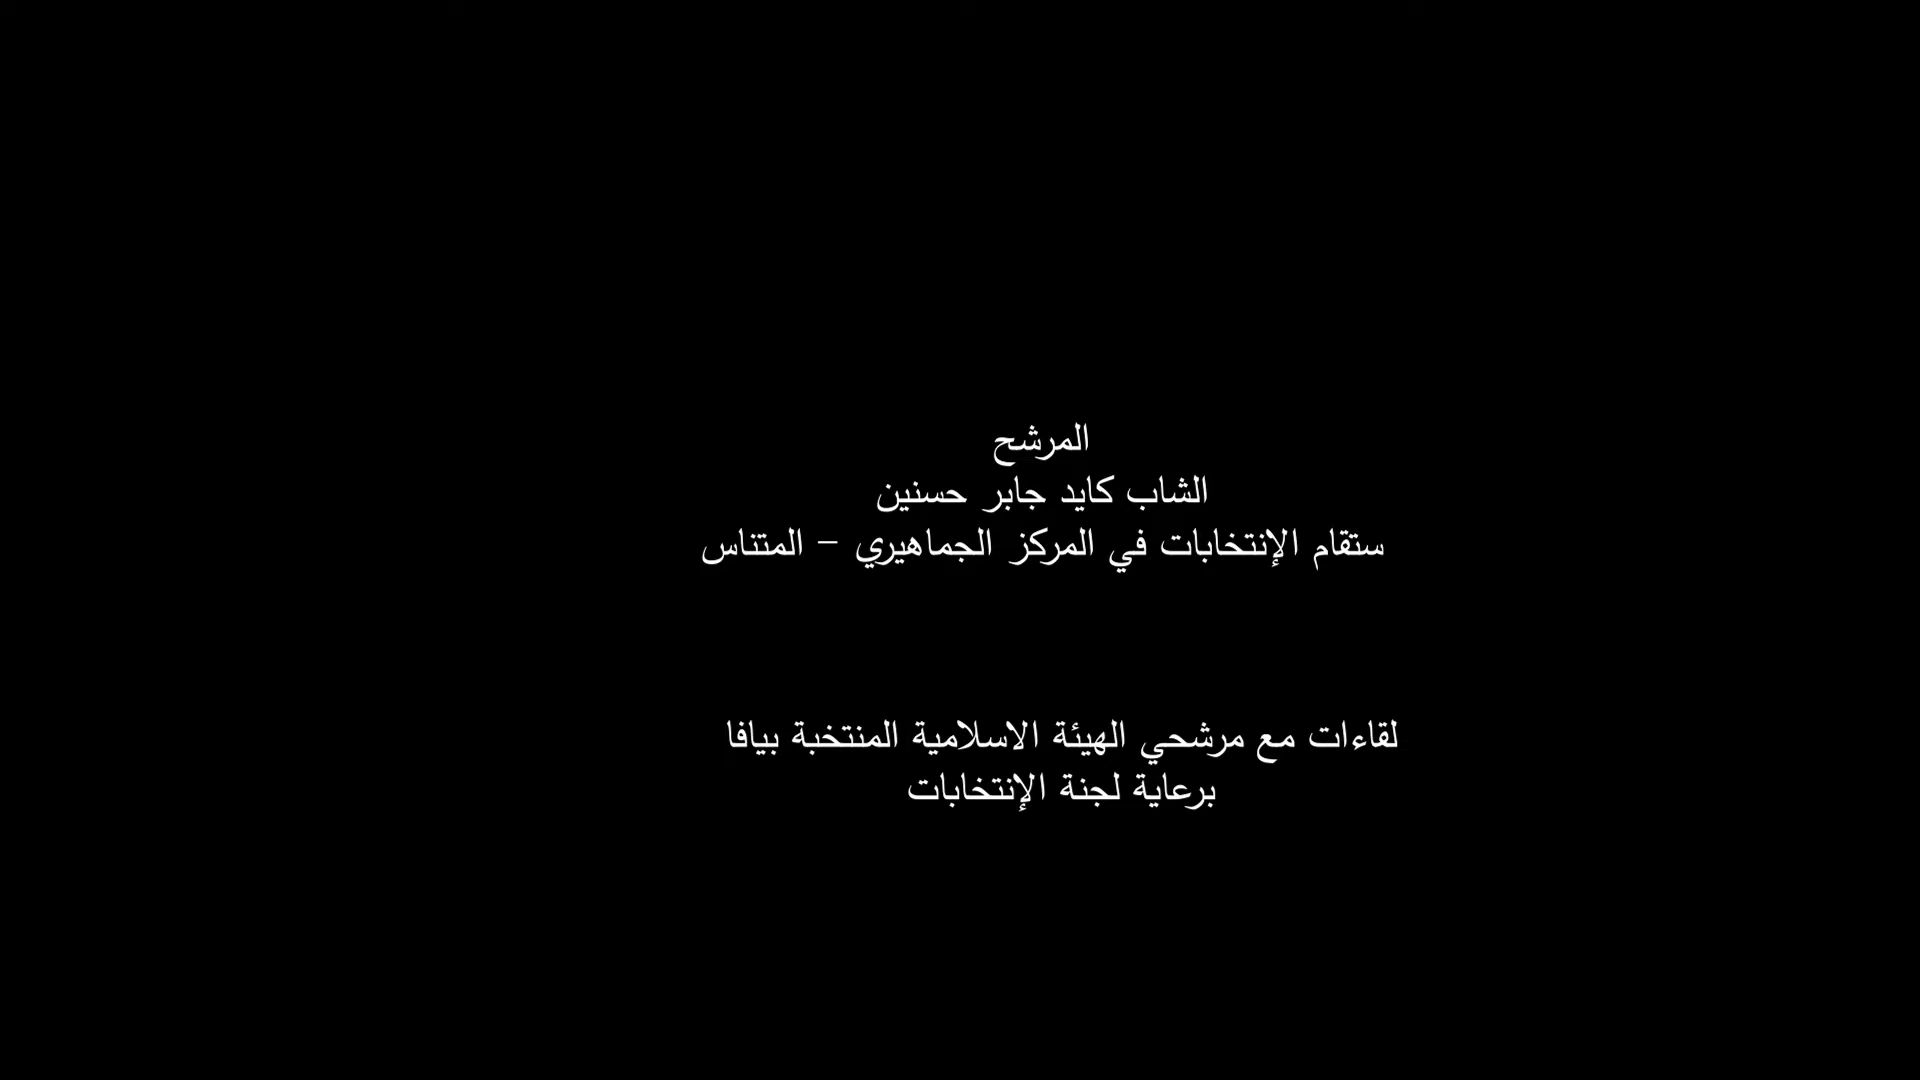 المرشح
الشاب كايد جابر حسنين
ستقام الإنتخابات في المركز الجماهيري – المتناس
لقاءات مع مرشحي الهيئة الاسلامية المنتخبة بيافا
برعاية لجنة الإنتخابات